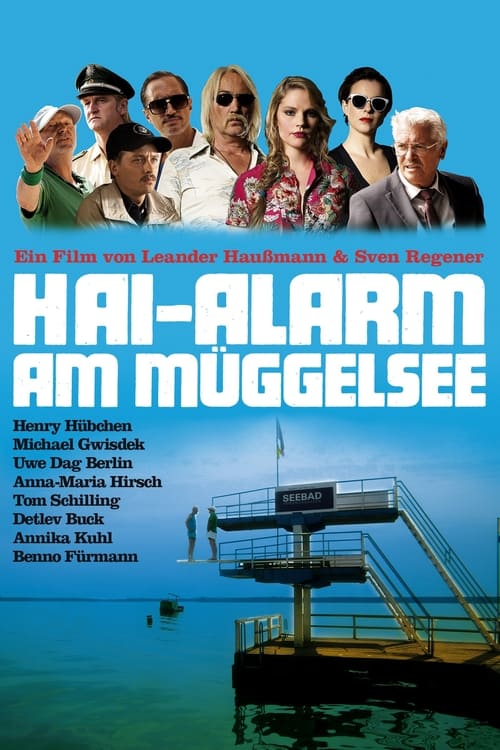 Ein Film von Leander Haußmann & Sven Regener
HAI-ALARM
AM MÜGGELSEE
Henry Hübchen
Michael Gwisdek
Uwe Dag Berlin
Anna-Maria Hirsch
Tom Schilling
Detlev Buck
Annika Kuhl
Benno Fürmann
SEEBAD